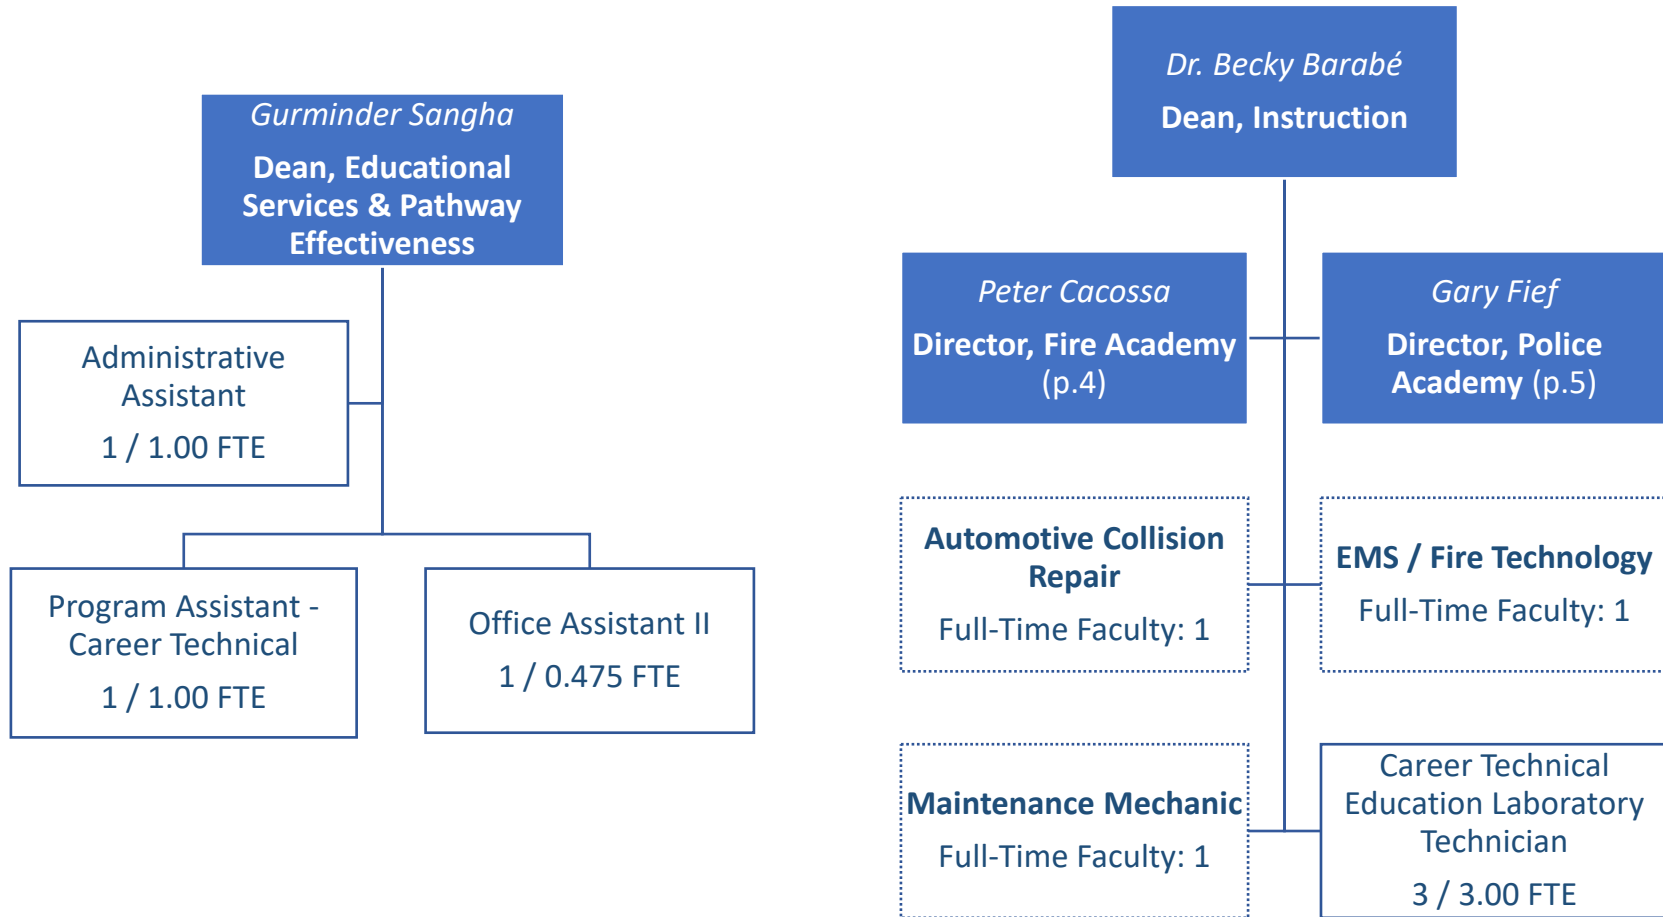 Gurminder Sangha
Dean, Educational
Services & Pathway
Effectiveness
Administrative
Assistant
1 / 1.00 FTE
Program Assistant -
Career Technical
1 / 1.00 FTE
Office Assistant II
1 / 0.475 FTE
Dr. Becky Barabé
Dean, Instruction
Peter Cacossa
Director, Fire Academy
(p.4)
Gary Fief
Director, Police
Academy (p.5)
Automotive Collision
Repair
Full-Time Faculty: 1
EMS / Fire Technology
Full-Time Faculty: 1
Maintenance Mechanic
Full-Time Faculty: 1
Career Technical
Education Laboratory
Technician
3 / 3.00 FTE